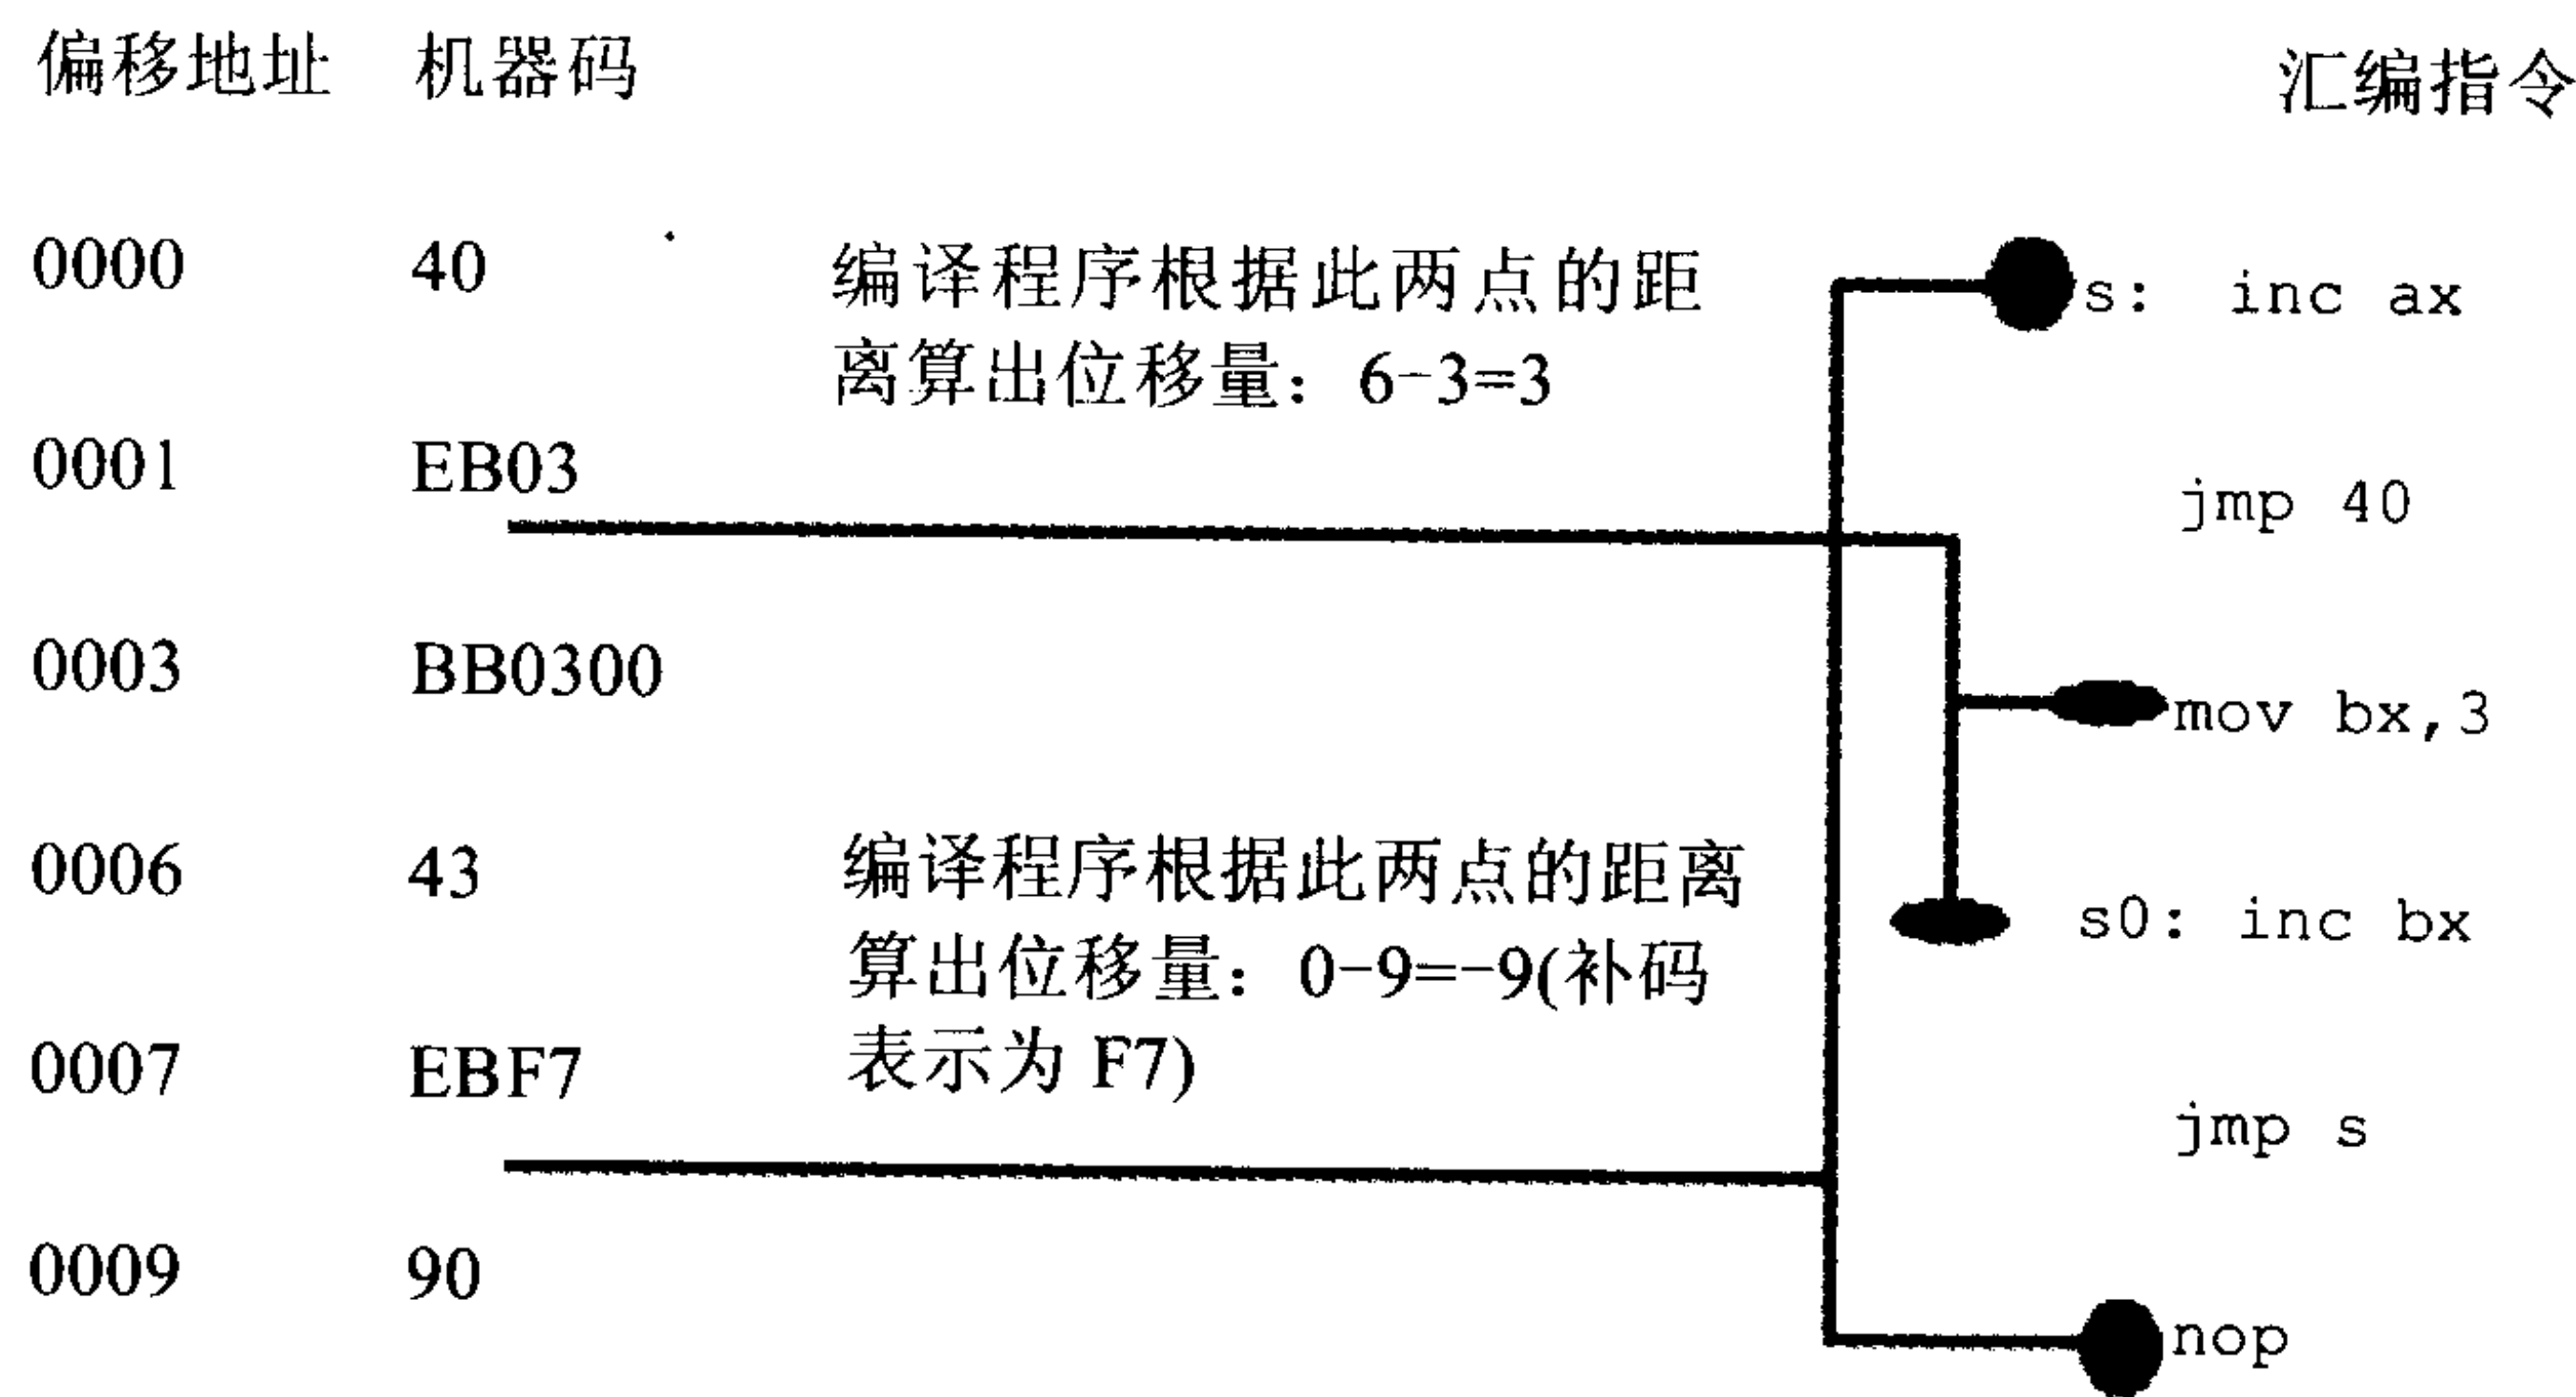 偏移地址 机器码 汇编指令
0000 40 s: inc ax
编译程序根据此两点的距
离算出位移量：6-3=3
0001 EB03 jmp 40
0003 BB0300 mov bx,3
0006 43 s0: inc bx
编译程序根据此两点的距离
算出位移量：0-9=-9(补码
表示为 F7)
0007 EBF7 jmp s
0009 90 nop